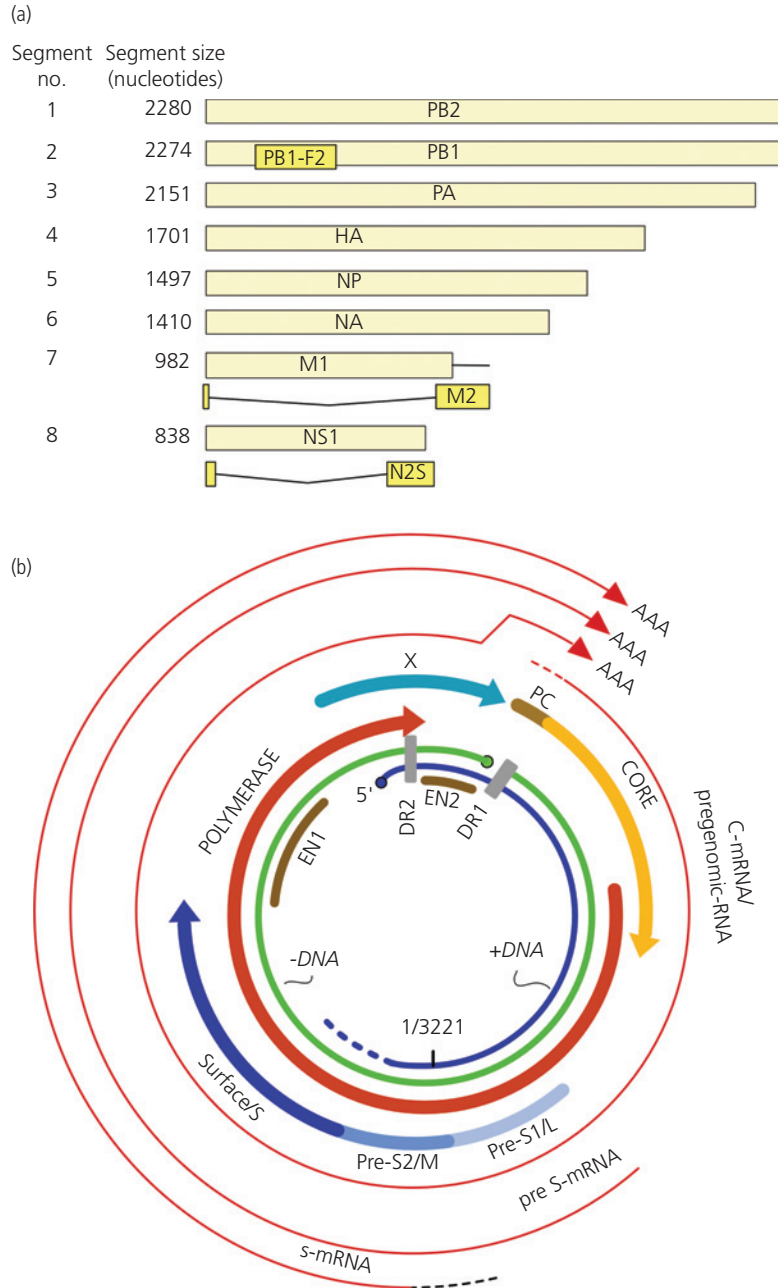 (a)
Segment no. Segment size (nucleotides)
1 2280 PB2
2 2274 PB1-F2 PB1
3 2151 PA
4 1701 HA
5 1497 NP
6 1410 NA
7 982 M1
M2
8 838 NS1
N2S
(b)
AAA
AAA
AAA
X
PC
CORE
POLYMERASE
5'
DR2
EN2
DR1
EN1
C-mRNA/
pregenomic-RNA
-DNA
+DNA
1/3221
Surface/S
Pre-S2/M
Pre-S1/L
pre S-mRNA
s-mRNA